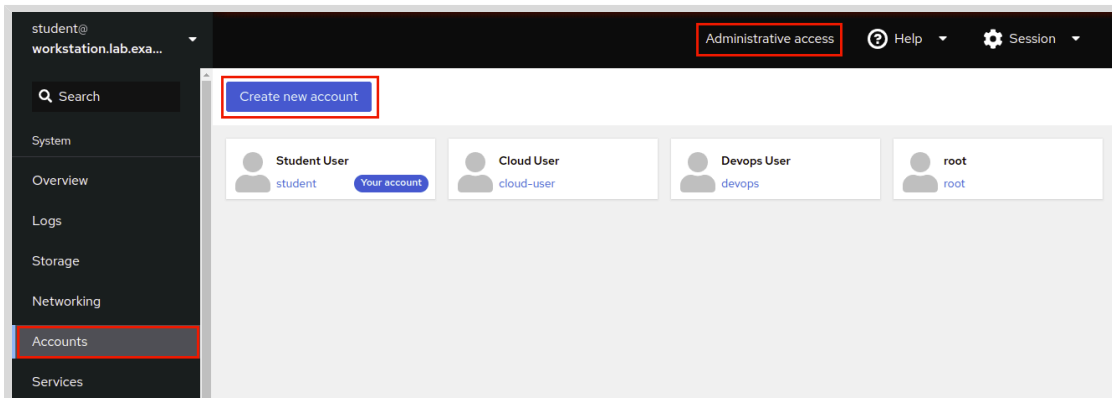 student@
workstation.lab.exa...
Administrative access
Help
Session
Search
Create new account
System
Overview
Logs
Storage
Networking
Accounts
Services
Student User
student
Your account
Cloud User
cloud-user
Devops User
devops
root
root